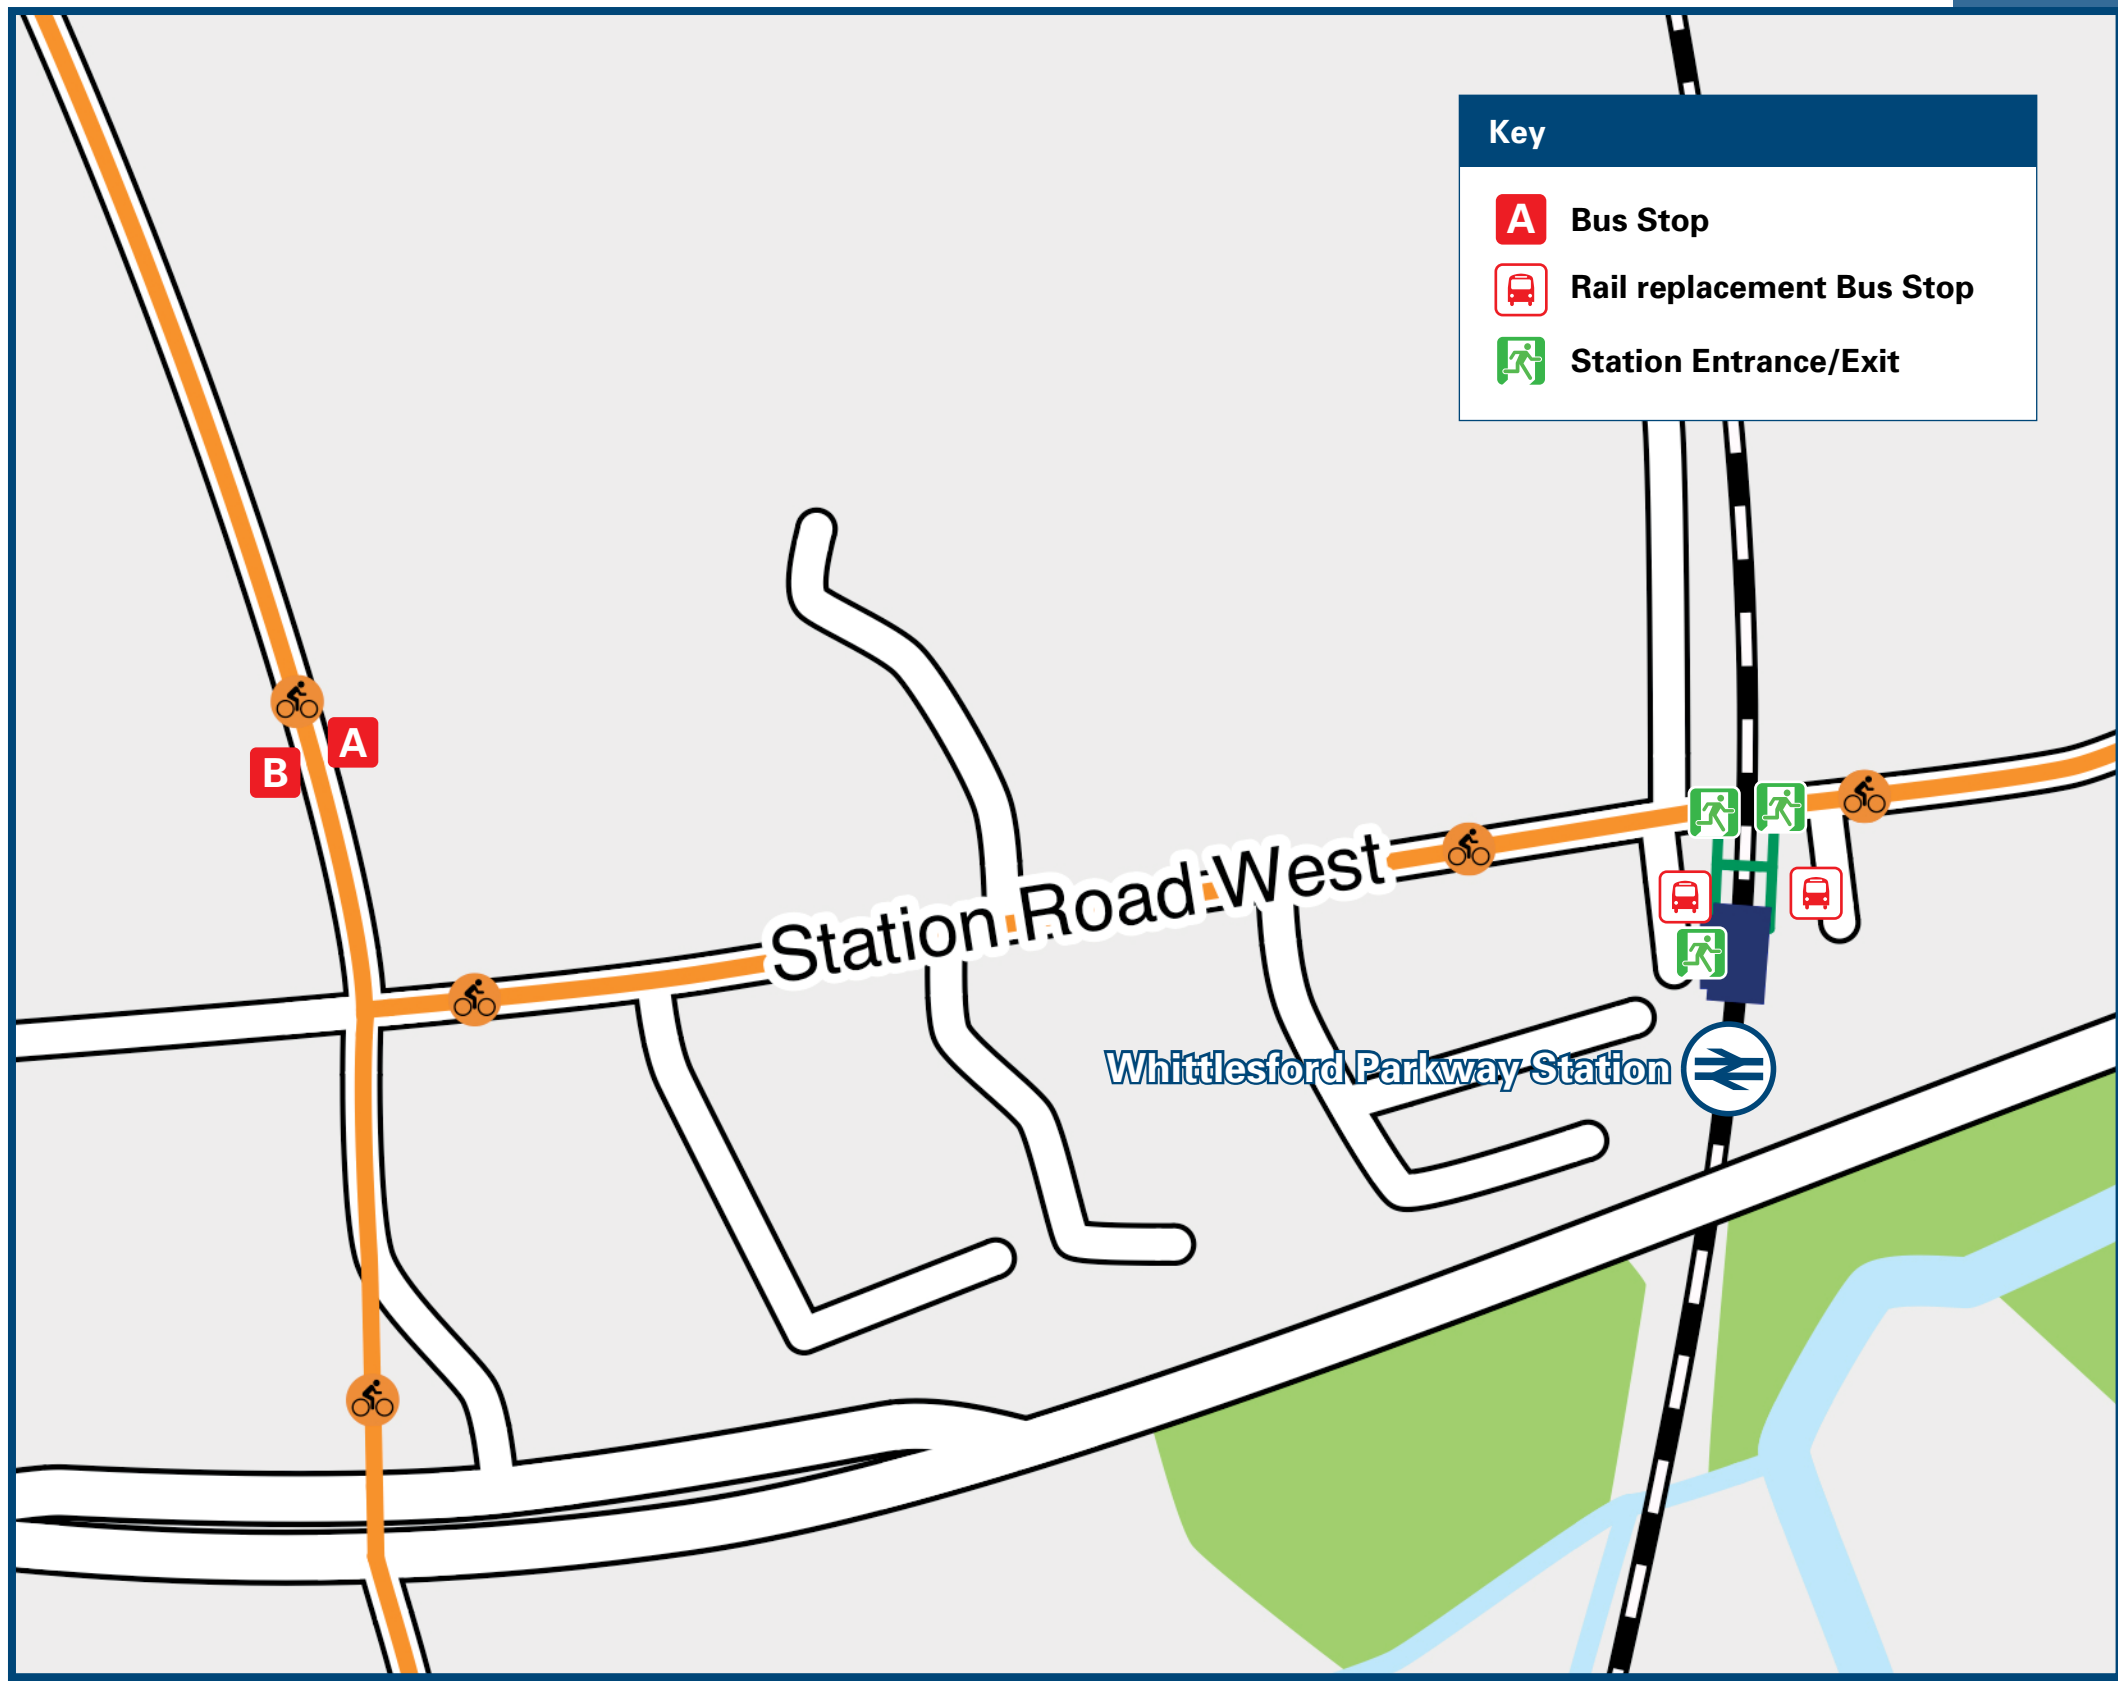 Key
A Bus Stop
Rail replacement Bus Stop
Station Entrance/Exit
A
B
Station Road West
Whittlesford Parkway Station